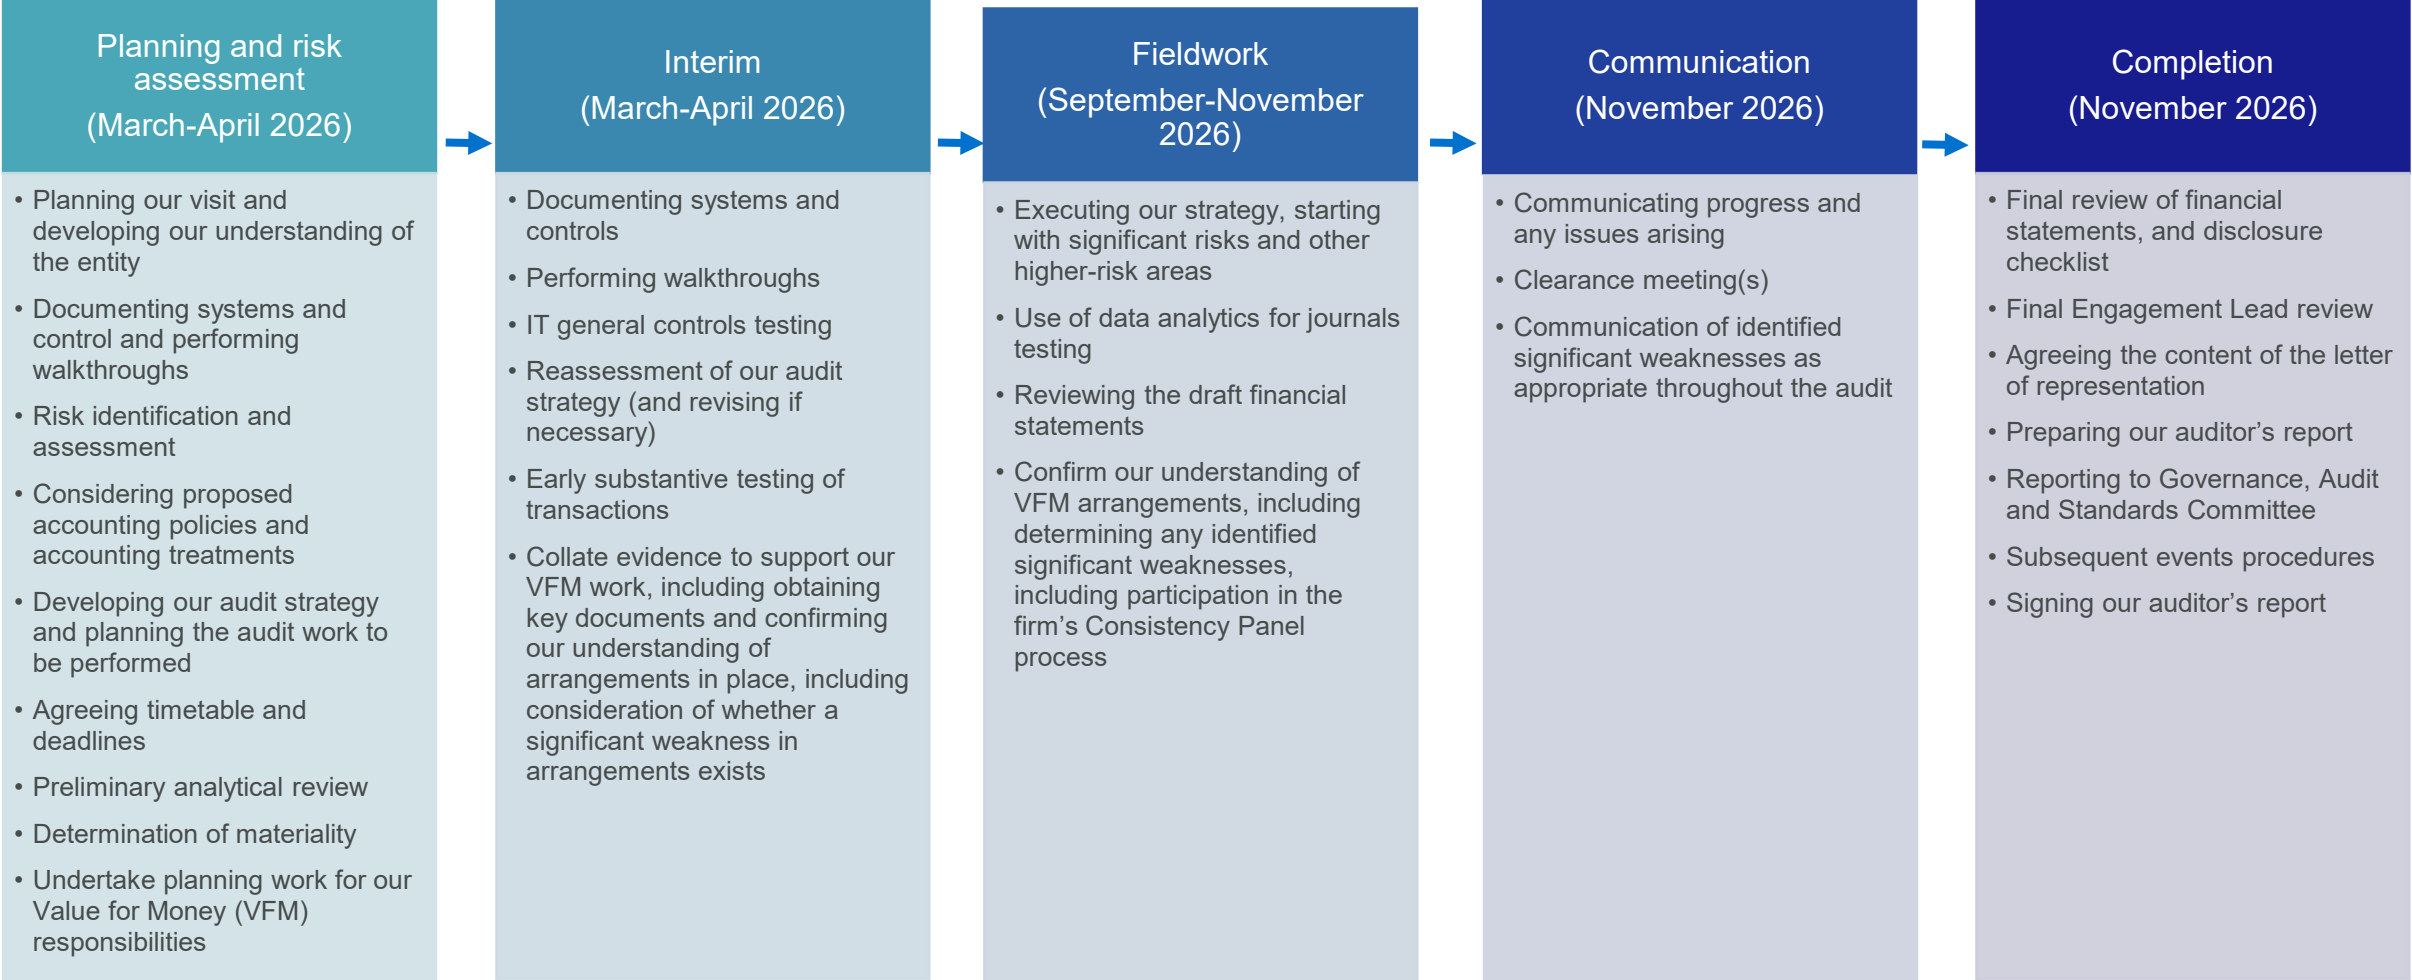 Planning and risk
assessment
(March-April 2026)
• Planning our visit and
developing our understanding of
the entity
• Documenting systems and
control and performing
walkthroughs
• Risk identification and
assessment
• Considering proposed
accounting policies and
accounting treatments
• Developing our audit strategy
and planning the audit work to
be performed
• Agreeing timetable and
deadlines
• Preliminary analytical review
• Determination of materiality
• Undertake planning work for our
Value for Money (VFM)
responsibilities
Interim
(March-April 2026)
• Documenting systems and
controls
• Performing walkthroughs
• IT general controls testing
• Reassessment of our audit
strategy (and revising if
necessary)
• Early substantive testing of
transactions
• Collate evidence to support our
VFM work, including obtaining
key documents and confirming
our understanding of
arrangements in place, including
consideration of whether a
significant weakness in
arrangements exists
Fieldwork
(September-November
2026)
• Executing our strategy, starting
with significant risks and other
higher-risk areas
• Use of data analytics for journals
testing
• Reviewing the draft financial
statements
• Confirm our understanding of
VFM arrangements, including
determining any identified
significant weaknesses,
including participation in the
firm’s Consistency Panel
process
Communication
(November 2026)
• Communicating progress and
any issues arising
• Clearance meeting(s)
• Communication of identified
significant weaknesses as
appropriate throughout the audit
Completion
(November 2026)
• Final review of financial
statements, and disclosure
checklist
• Final Engagement Lead review
• Agreeing the content of the letter
of representation
• Preparing our auditor’s report
• Reporting to Governance, Audit
and Standards Committee
• Subsequent events procedures
• Signing our auditor’s report